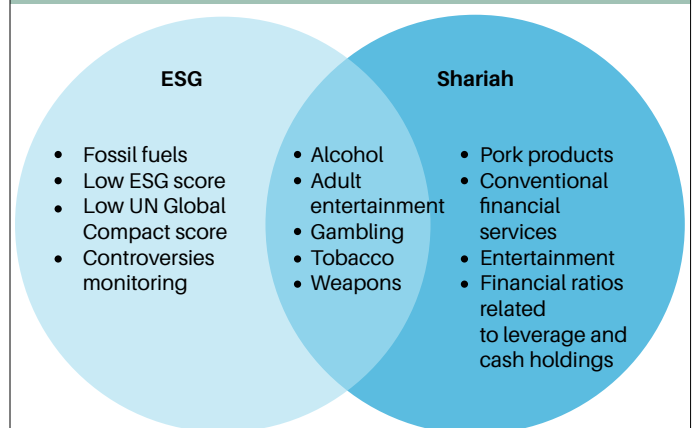 ESG
• Fossil fuels
• Low ESG score
• Low UN Global
Compact score
• Controversies
monitoring
• Alcohol
• Adult
entertainment
• Gambling
• Tobacco
• Weapons
Shariah
• Pork products
• Conventional
financial
services
• Entertainment
• Financial ratios
related
to leverage and
cash holdings